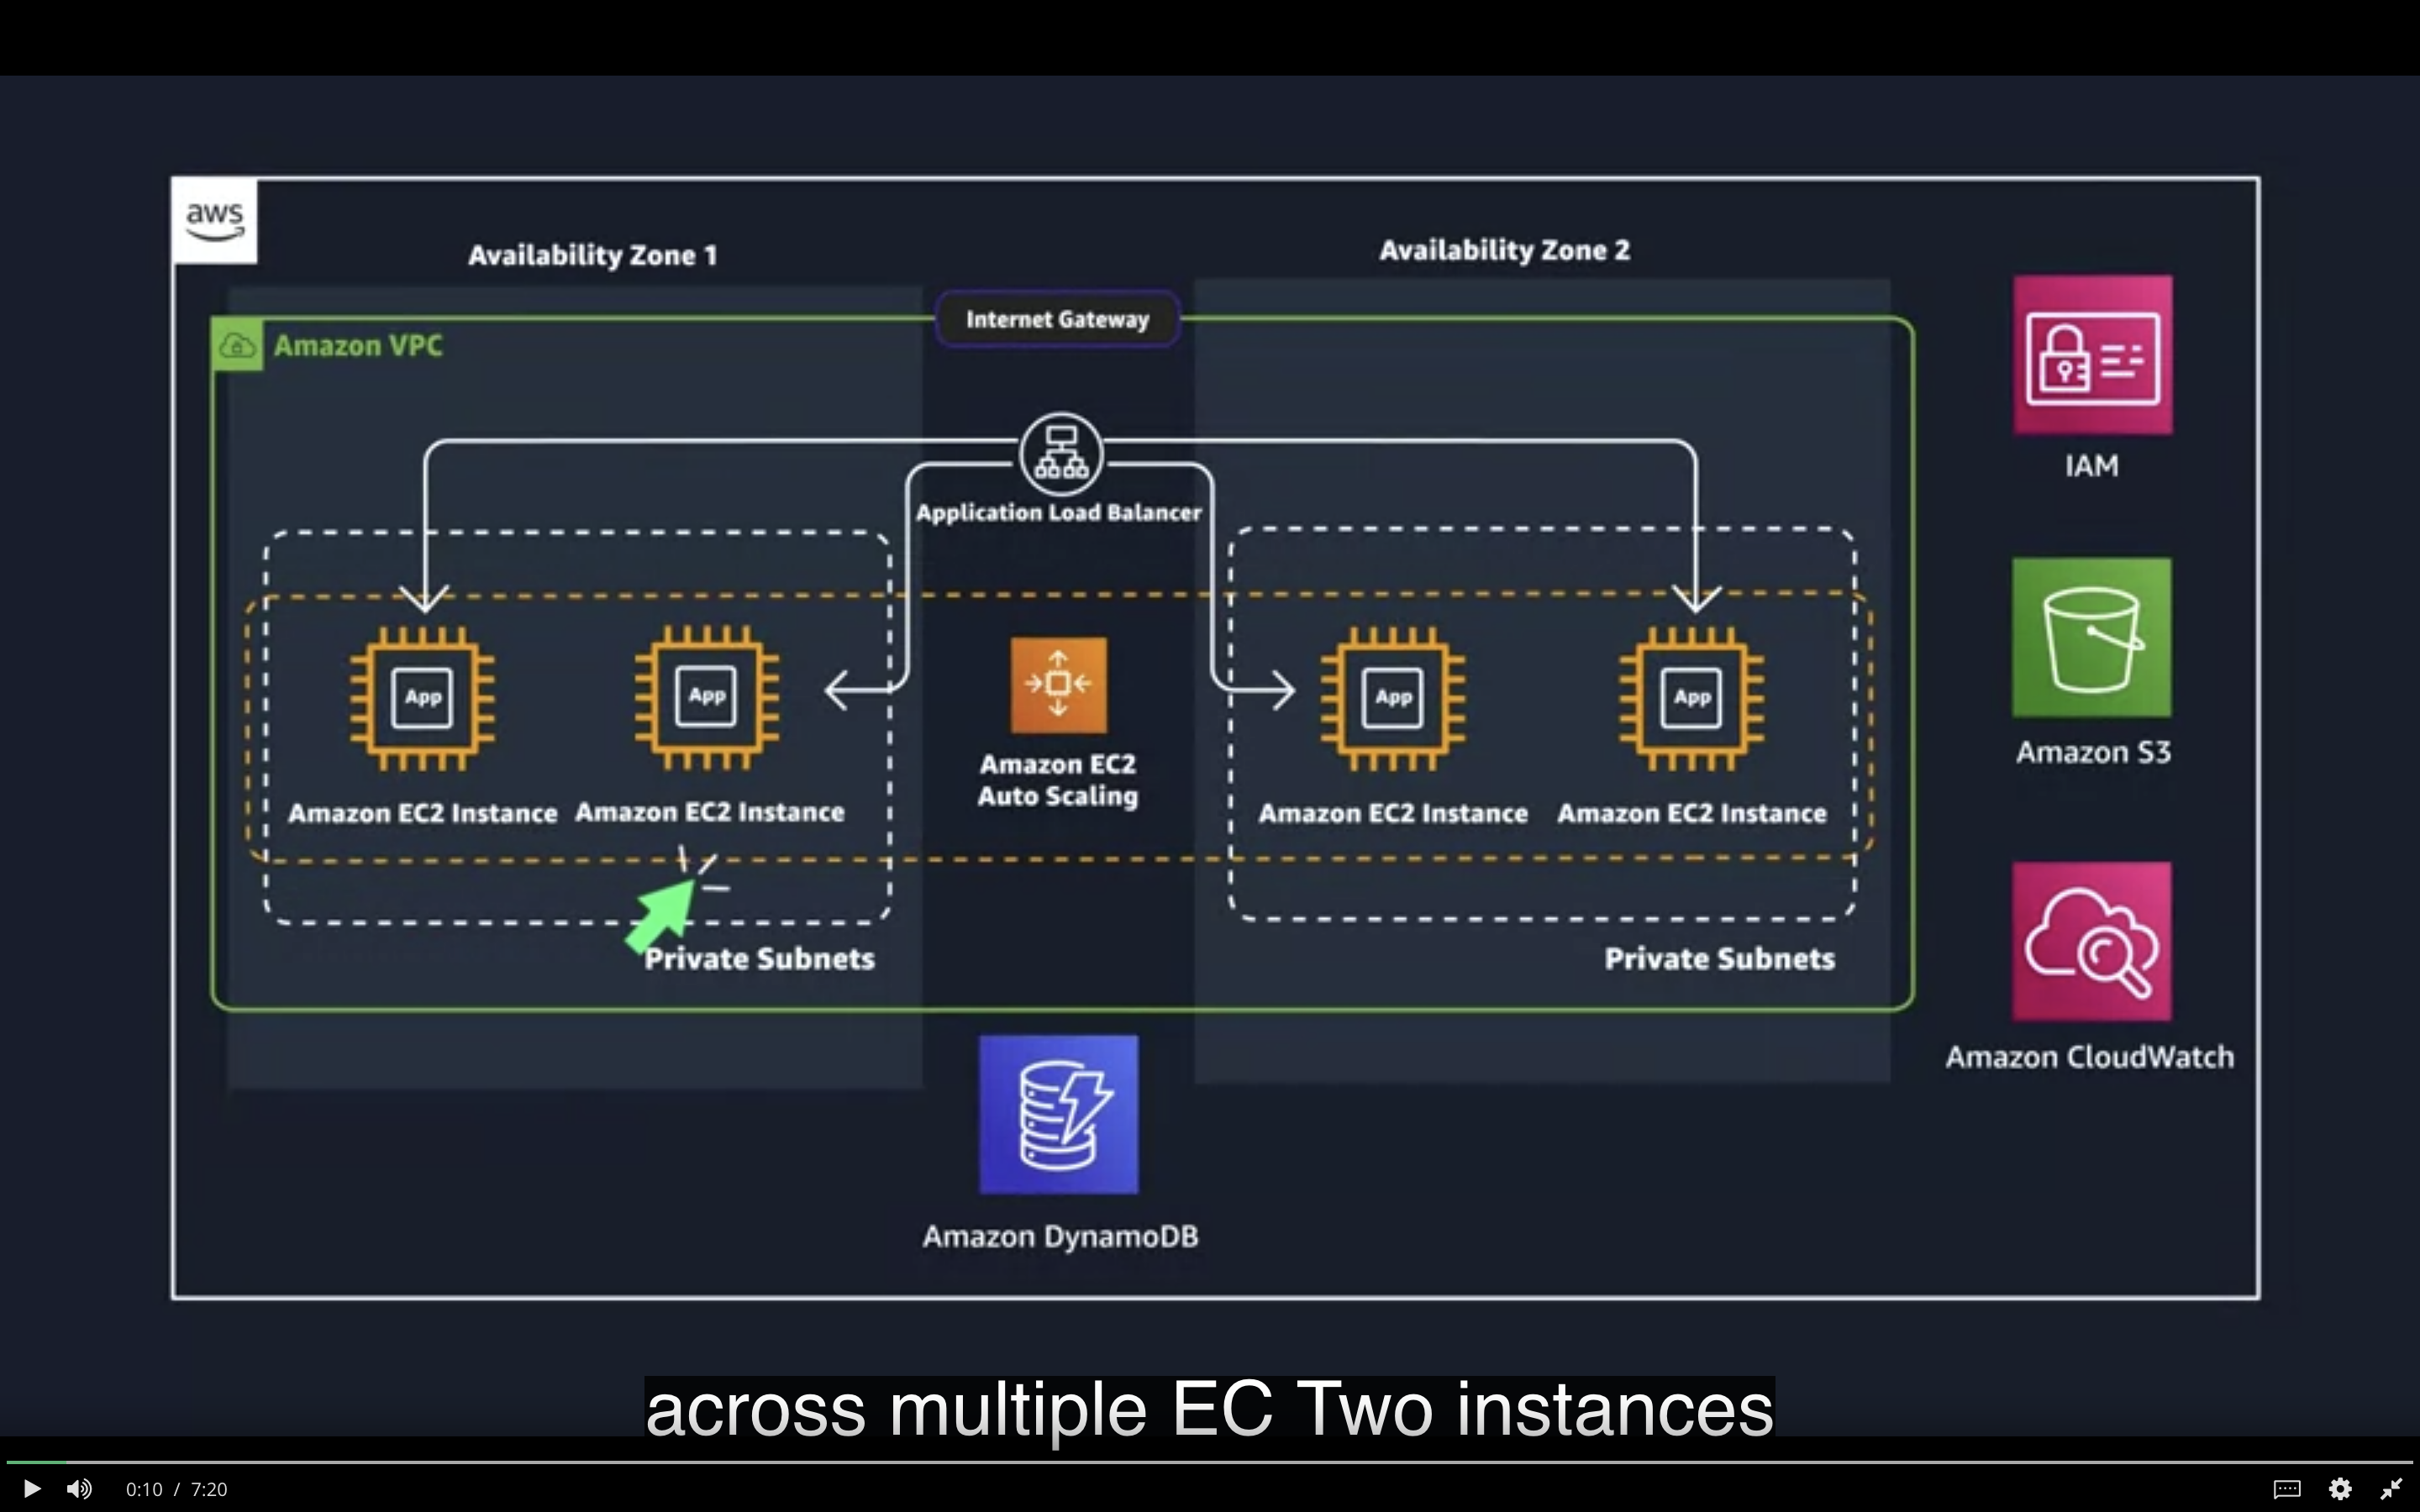 aws
Availability Zone 1
Availability Zone 2
Internet Gateway
Amazon VPC
IAM
Application Load Balancer
App
App
App
App
Amazon S3
Amazon EC2
Auto Scaling
Amazon EC2 Instance
Amazon EC2 Instance
Amazon EC2 Instance
Amazon EC2 Instance
Private Subnets
Private Subnets
Amazon CloudWatch
Amazon DynamoDB
across multiple EC Two instances
0:10 / 7:20